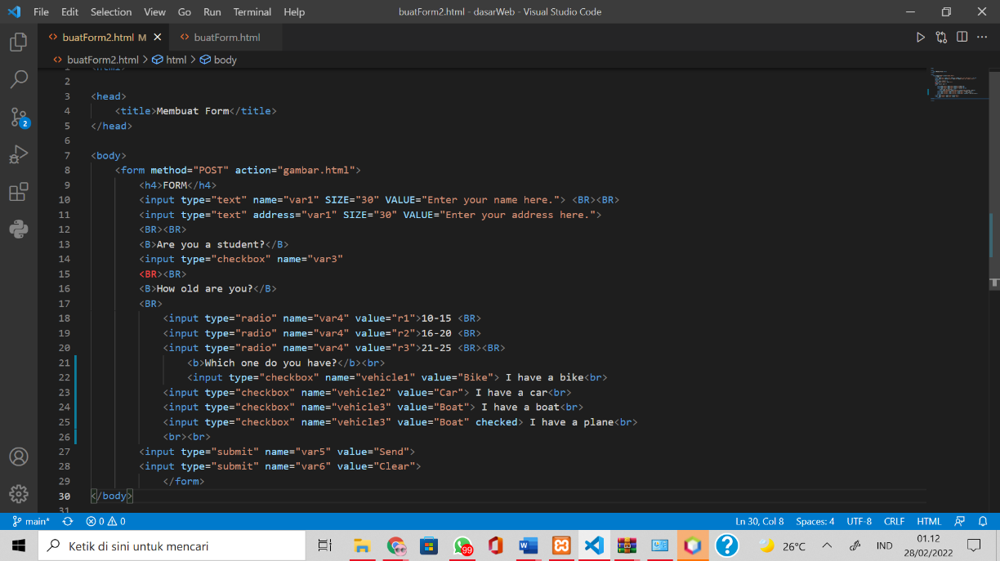 File Edit Selection View Go Run Terminal Help buatForm2.html - dasarWeb - Visual Studio Code
buatForm2.html M buatForm.html
buatForm2.html > html > body
1 <html>
2
3 <head>
4 <title>Membuat Form</title>
5 </head>
6
7 <body>
8 <form method="POST" action="gambar.html">
9 <h4>FORM</h4>
10 <input type="text" name="var1" SIZE="30" VALUE="Enter your name here."> <BR><BR>
11 <input type="text" address="var1" SIZE="30" VALUE="Enter your address here.">
12 <BR><BR>
13 <B>Are you a student?</B>
14 <input type="checkbox" name="var3"
15 <BR><BR>
16 <B>How old are you?</B>
17 <BR>
18 <input type="radio" name="var4" value="r1">10-15 <BR>
19 <input type="radio" name="var4" value="r2">16-20 <BR>
20 <input type="radio" name="var4" value="r3">21-25 <BR><BR>
21 <b>Which one do you have?</b><br>
22 <input type="checkbox" name="vehicle1" value="Bike"> I have a bike<br>
23 <input type="checkbox" name="vehicle2" value="Car"> I have a car<br>
24 <input type="checkbox" name="vehicle3" value="Boat"> I have a boat<br>
25 <input type="checkbox" name="vehicle3" value="Boat" checked> I have a plane<br>
26 <br><br>
27 <input type="submit" name="var5" value="Send">
28 <input type="submit" name="var6" value="Clear">
29 </form>
30 </body>
31
2
main* 0 0 Ln 30, Col 8 Spaces: 4 UTF-8 CRLF HTML
Ketik di sini untuk mencari 99 26°C IND 01.12
28/02/2022